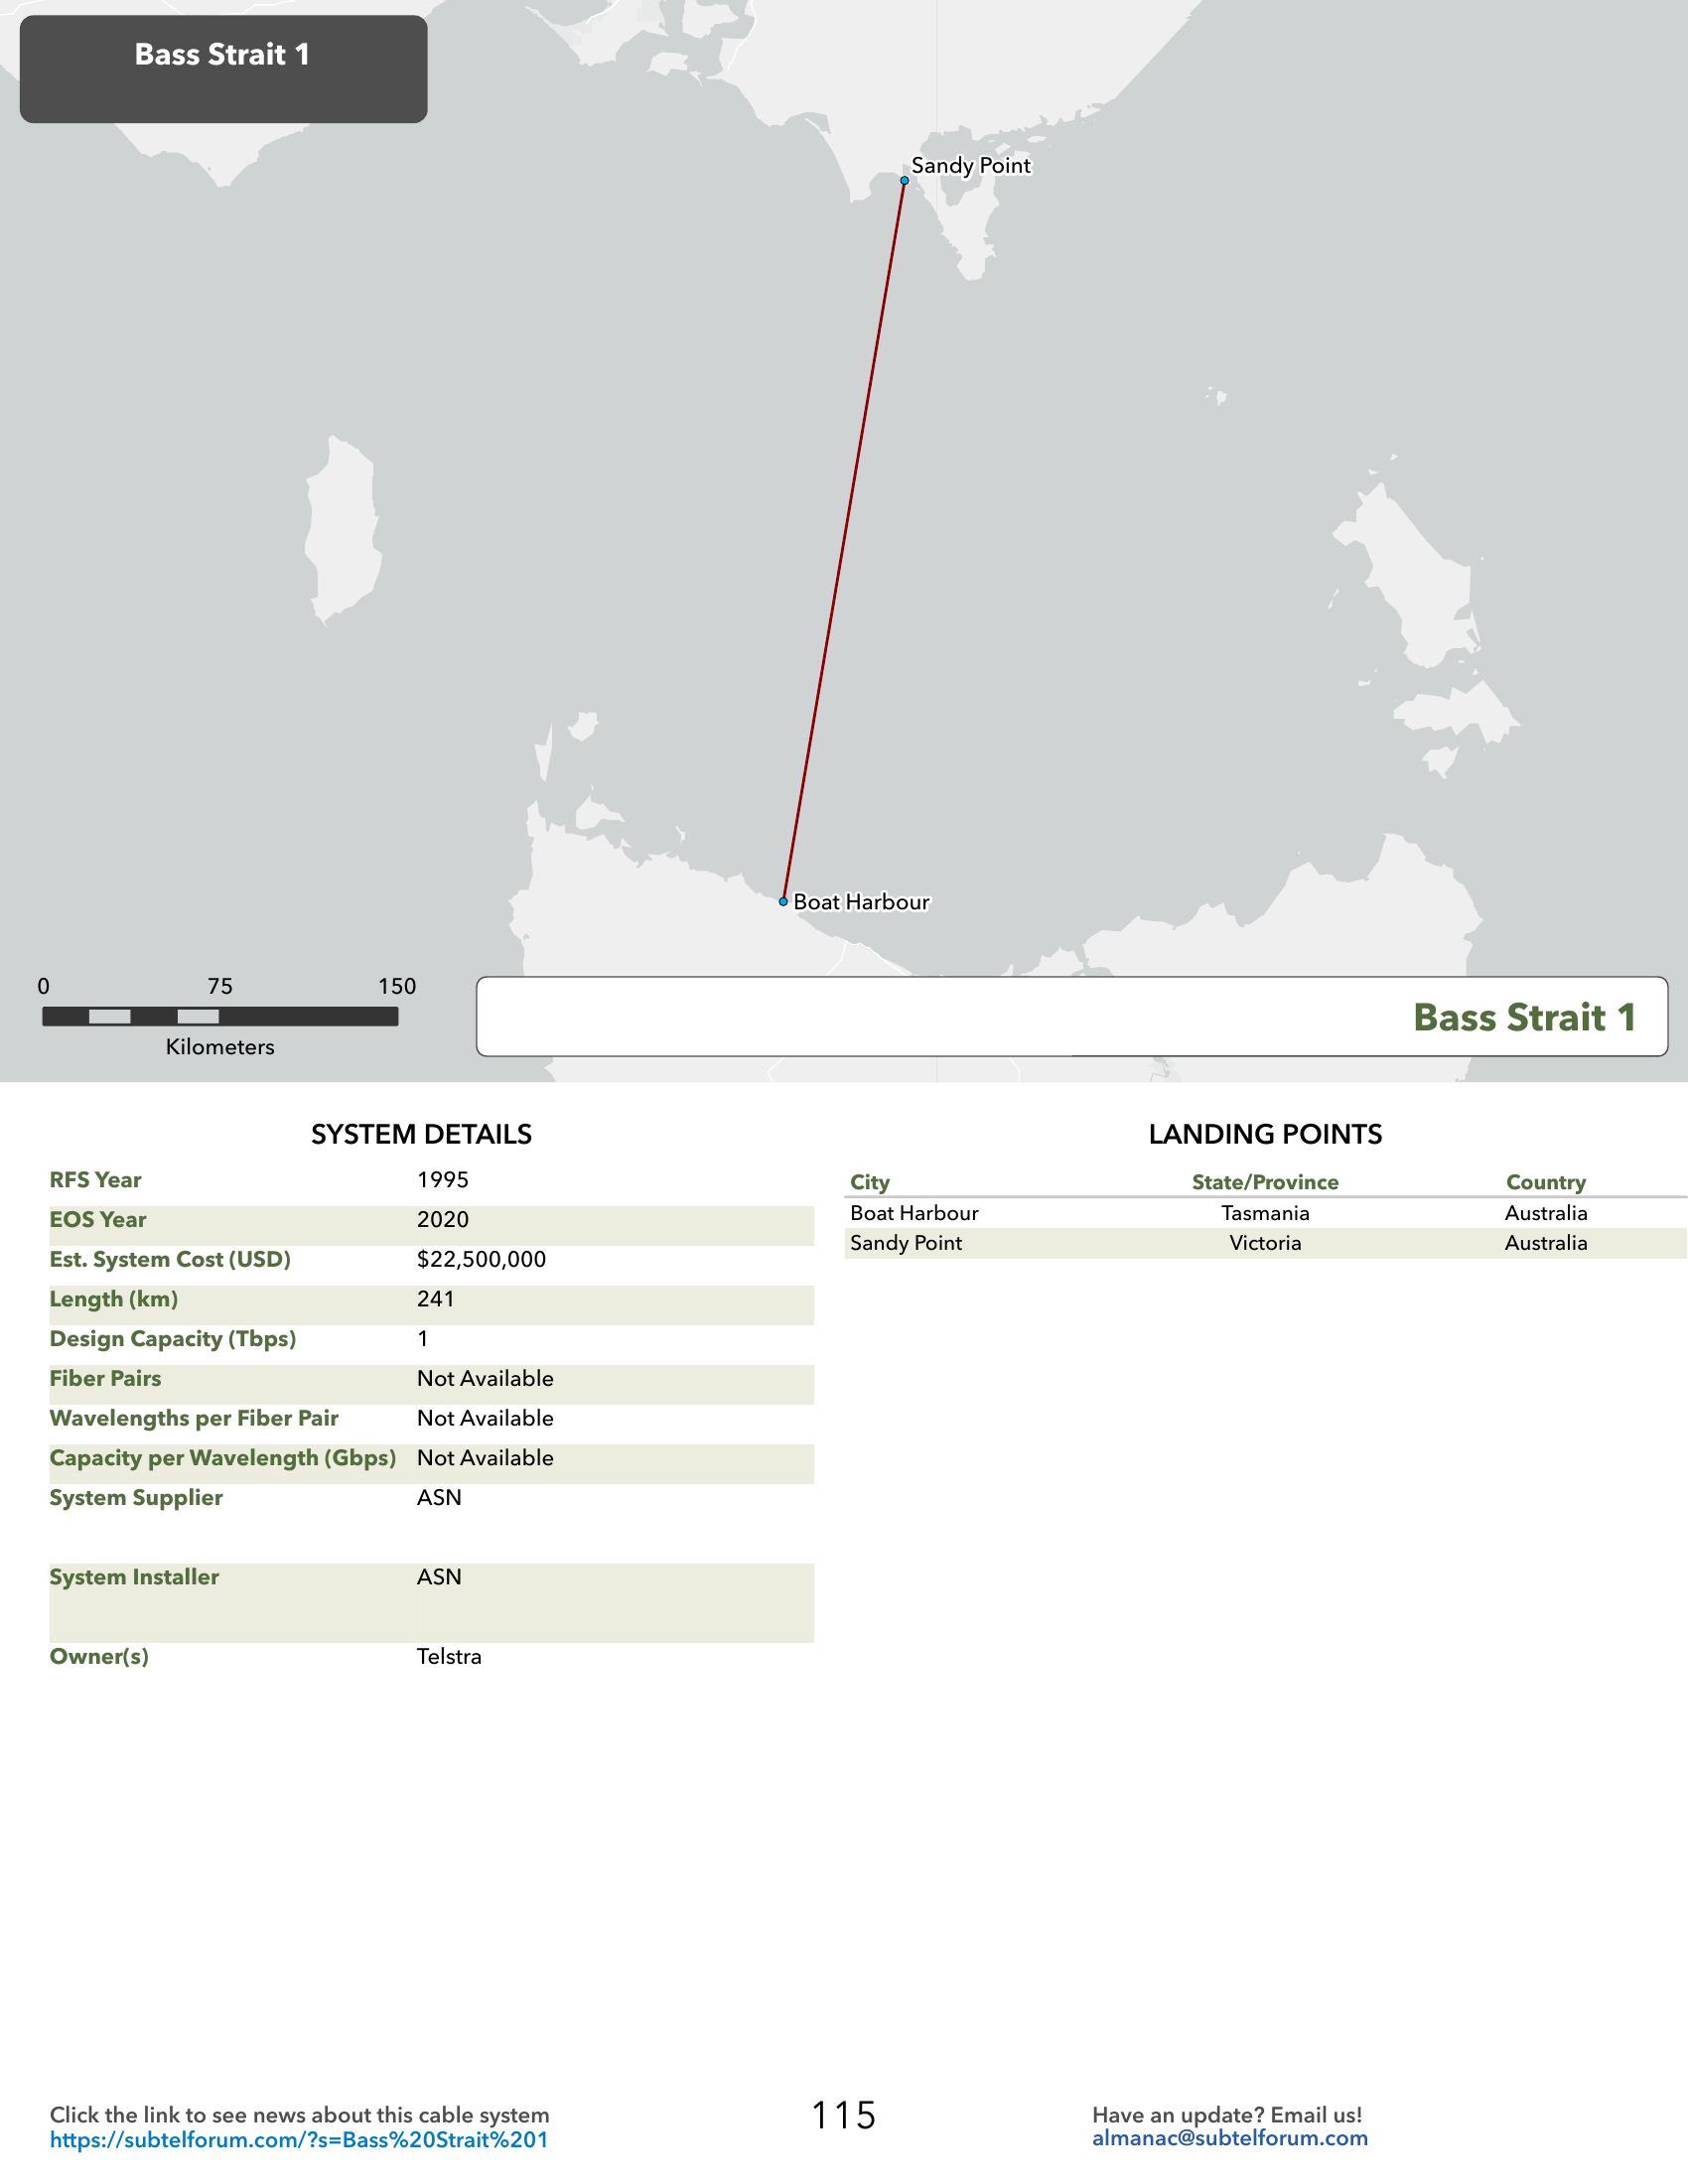 Bass Strait 1
Sandy Point
Boat Harbour
0 75 150
Kilometers
Bass Strait 1
SYSTEM DETAILS
RFS Year 1995
EOS Year 2020
Est. System Cost (USD) $22,500,000
Length (km) 241
Design Capacity (Tbps) 1
Fiber Pairs Not Available
Wavelengths per Fiber Pair Not Available
Capacity per Wavelength (Gbps) Not Available
System Supplier ASN
System Installer ASN
Owner(s) Telstra
LANDING POINTS
City State/Province Country
Boat Harbour Tasmania Australia
Sandy Point Victoria Australia
Click the link to see news about this cable system
https://subtelforum.com/?s=Bass%20Strait%201
115
Have an update? Email us!
almanac@subtelforum.com